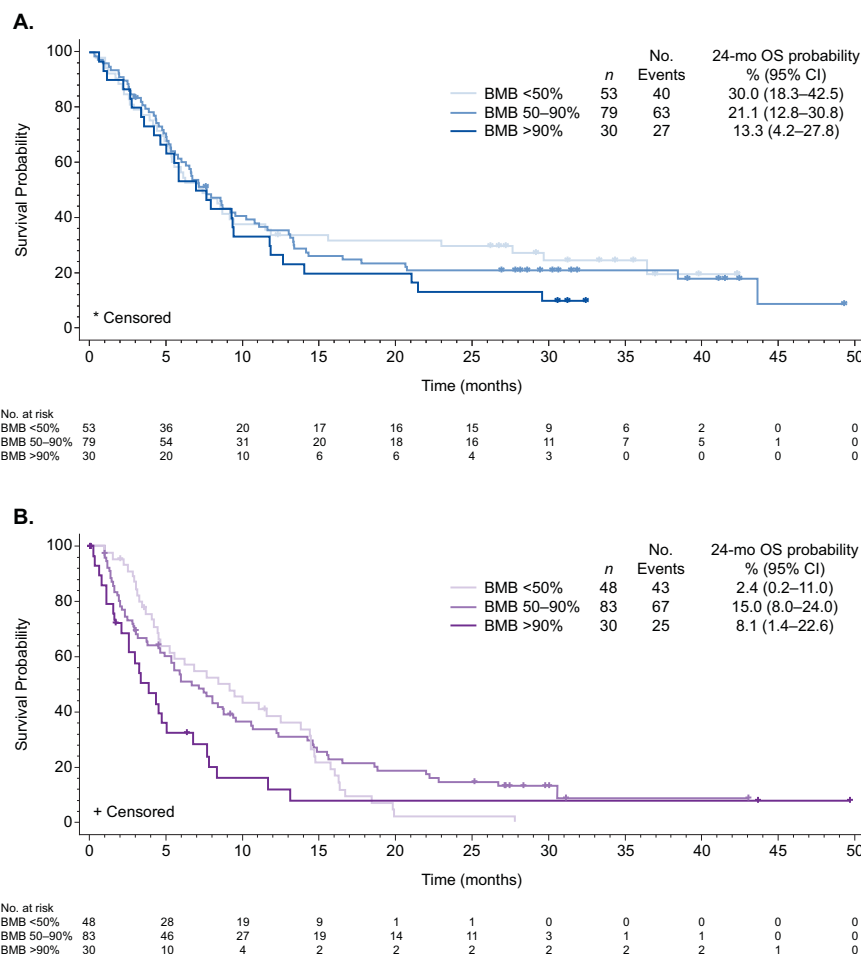 A.
No. 24-mo OS probability
n Events % (95% CI)
BMB <50% 53 40 30.0 (18.3–42.5)
BMB 50–90% 79 63 21.1 (12.8–30.8)
BMB >90% 30 27 13.3 (4.2–27.8)
Survival Probability
100
80
60
40
20
0
* Censored
0 5 10 15 20 25 30 35 40 45 50
Time (months)
No. at risk
BMB <50% 53 36 20 17 16 15 9 6 2 0 0
BMB 50–90% 79 54 31 20 18 16 11 7 5 1 0
BMB >90% 30 20 10 6 6 4 3 0 0 0 0
B.
No. 24-mo OS probability
n Events % (95% CI)
BMB <50% 48 43 2.4 (0.2–11.0)
BMB 50–90% 83 67 15.0 (8.0–24.0)
BMB >90% 30 25 8.1 (1.4–22.6)
Survival Probability
100
80
60
40
20
0
+ Censored
0 5 10 15 20 25 30 35 40 45 50
Time (months)
No. at risk
BMB <50% 48 28 19 9 1 1 0 0 0 0 0
BMB 50–90% 83 46 27 19 14 11 3 1 1 0 0
BMB >90% 30 10 4 2 2 2 2 2 2 1 0